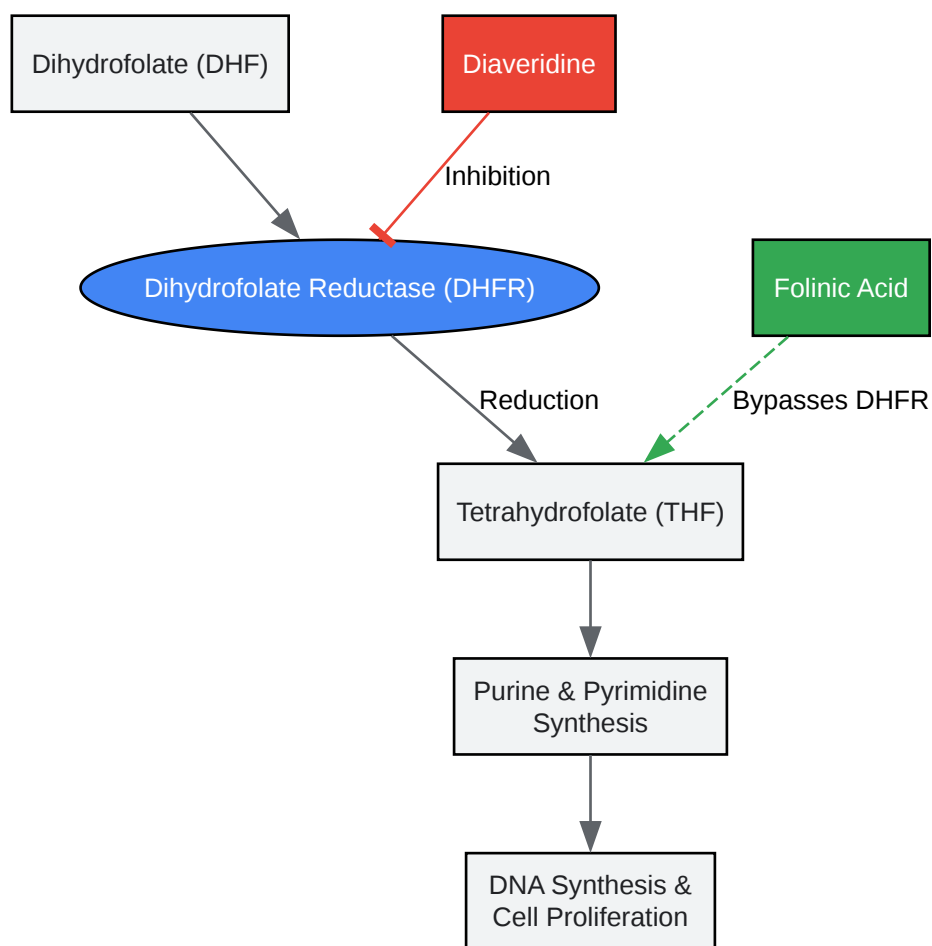 Dihydrofolate (DHF)
Diaveridine
Inhibition
Dihydrofolate Reductase (DHFR)
Folinic Acid
Reduction
Bypasses DHFR
Tetrahydrofolate (THF)
Purine & Pyrimidine
Synthesis
DNA Synthesis &
Cell Proliferation